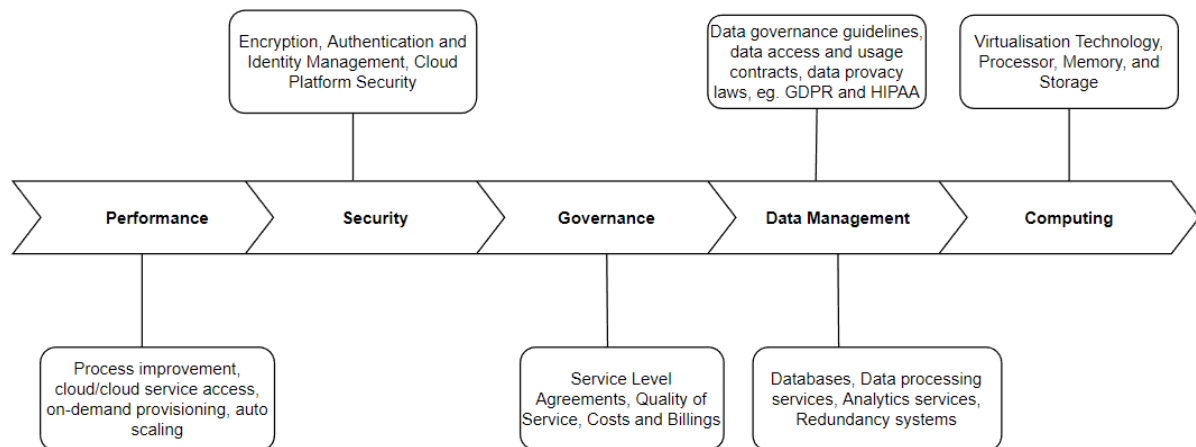 Encryption, Authentication and
Identity Management, Cloud
Platform Security
Data governance guidelines,
data access and usage
contracts, data provacy
laws, eg. GDPR and HIPAA
Virtualisation Technology,
Processor, Memory, and
Storage
Performance
Security
Governance
Data Management
Computing
Process improvement,
cloud/cloud service access,
on-demand provisioning, auto
scaling
Service Level
Agreements, Quality of
Service, Costs and Billings
Databases, Data processing
services, Analytics services,
Redundancy systems